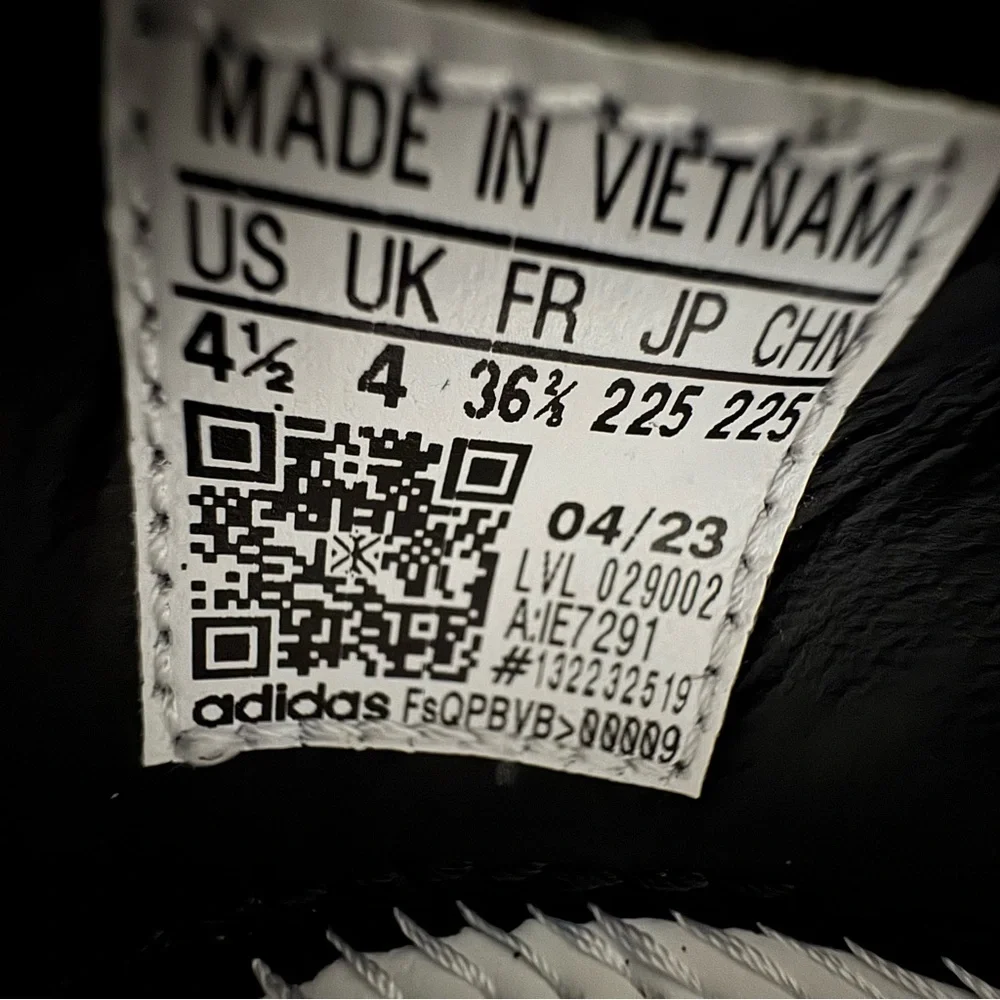 MADE IN VIETNAM
US UK FR JP CHN
4½ 4 36⅔ 225 225
04/23
LVL 029002
A:IE7291
#132232519
adidas FsQPBVB>00009